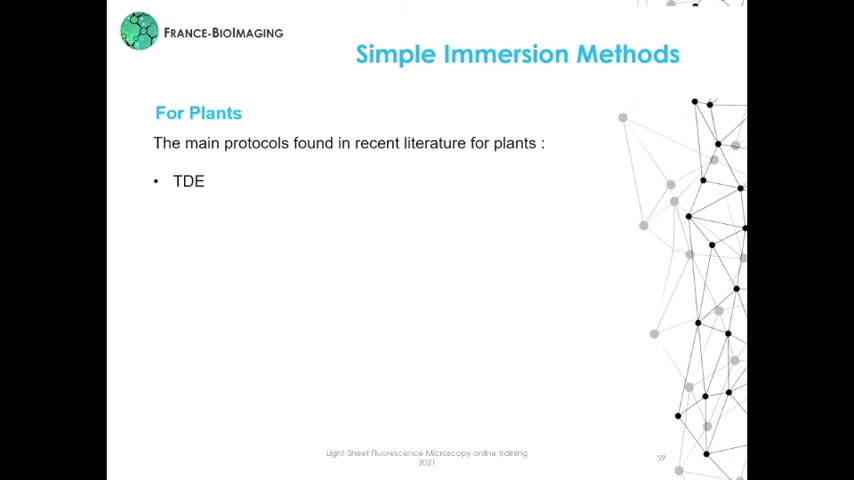 FRANCE-BIOIMAGING
Simple Immersion Methods
For Plants
The main protocols found in recent literature for plants :
• TDE
Light-Sheet Fluorescence Microscopy online training
2021
59